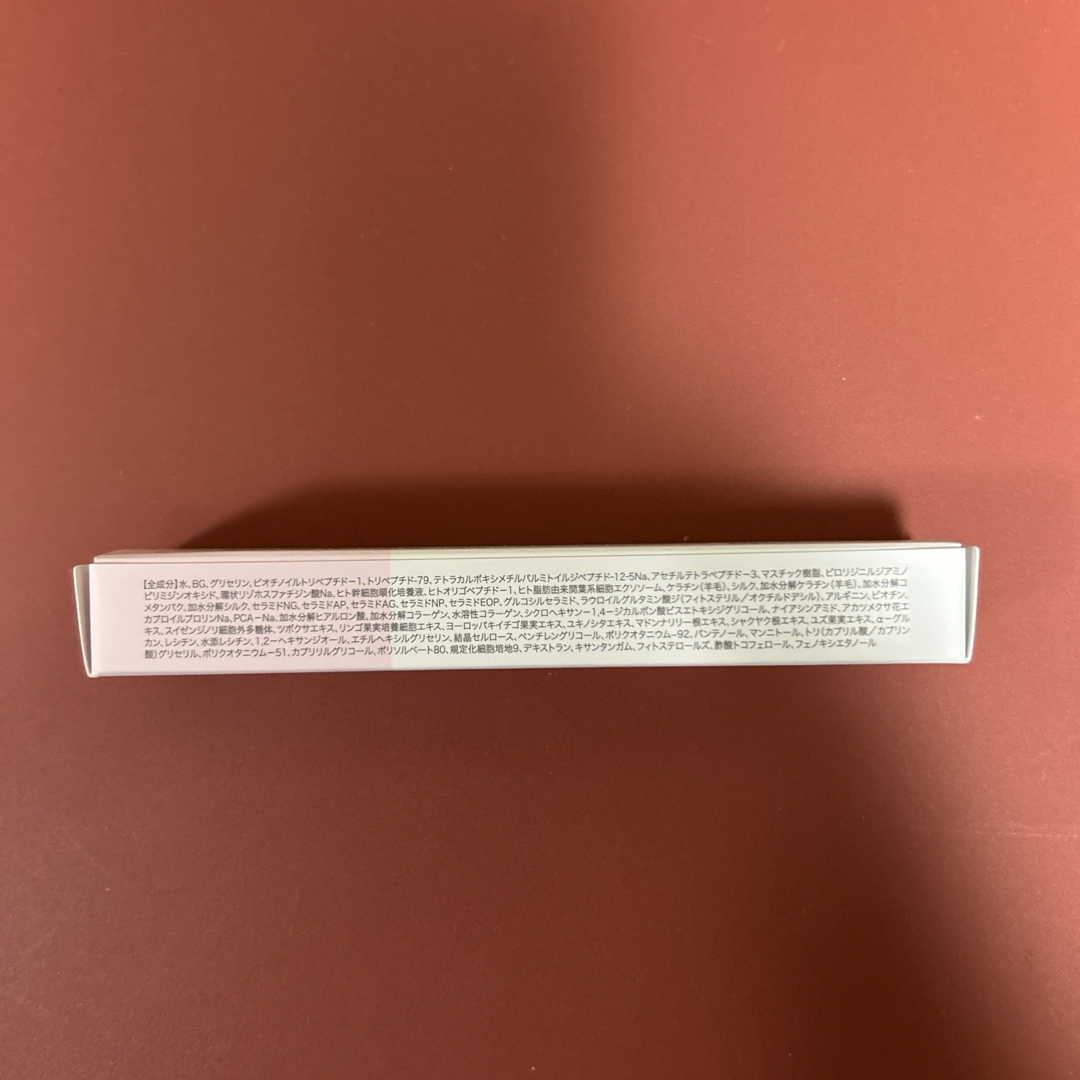 【全成分】水、BG、グリセリン、ビオチノイルトリペプチドー1、トリペプチド-79、テトラカルボキシメチルパルミトイルジペプチド-12-5Na、アセチルテトラペプチドー3、マスチック樹脂、ピロリジニルジアミノ
ピリミジンオキシド、環状リゾホスファチジン酸Na、ヒト幹細胞順化培養液、ヒトオリゴペプチドー1、ヒト脂肪由来間葉系細胞エクソソーム、ケラチン(羊毛)、シルク、加水分解ケラチン(羊毛)、加水分解コ
メタンパク、加水分解シルク、セラミドNG、セラミドAP、セラミドAG、セラミドNP、セラミドEOP、グルコシルセラミド、ラウロイルグルタミン酸ジ(フィトステリル/オクチルドデシル)、アルギニン、ビオチン、
カプロイルプロリンNa、PCAーNa、加水分解ヒアルロン酸、加水分解コラーゲン、水溶性コラーゲン、シクロヘキサンー1,4ージカルボン酸ビスエトキシジグリコール、ナイアシンアミド、アカツメクサ花エ
キス、スイゼンジノリ細胞外多糖体、ツボクサエキス、リンゴ果実培養細胞エキス、ヨーロッパキイチゴ果実エキス、ユキノシタエキス、マドンナリリー根エキス、シャクヤク根エキス、ユズ果実エキス、αーグル
カン、レシチン、水添レシチン、1,2ーヘキサンジオール、エチルヘキシルグリセリン、結晶セルロース、ペンチレングリコール、ポリクオタニウムー92、パンテノール、マンニトール、トリ(カプリル酸/カプリン
酸)グリセリル、ポリクオタニウムー51、カプリリルグリコール、ポリソルベート80、規定化細胞培地9、デキストラン、キサンタンガム、フィトステロールズ、酢酸トコフェロール、フェノキシエタノール